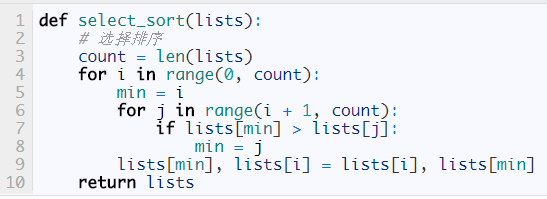 1 def select_sort(lists):
2     # 选择排序
3     count = len(lists)
4     for i in range(0, count):
5         min = i
6         for j in range(i + 1, count):
7             if lists[min] > lists[j]:
8                 min = j
9         lists[min], lists[i] = lists[i], lists[min]
10     return lists